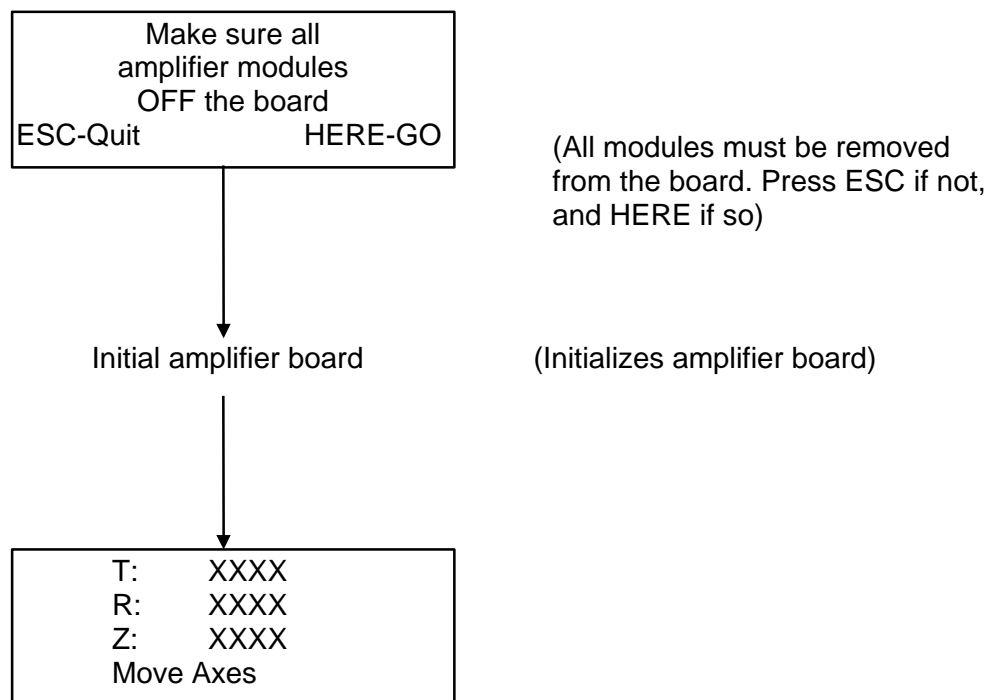 Make sure all
amplifier modules
OFF the board
ESC-Quit HERE-GO
(All modules must be removed
from the board. Press ESC if not,
and HERE if so)
Initial amplifier board (Initializes amplifier board)
T: XXXX
R: XXXX
Z: XXXX
Move Axes